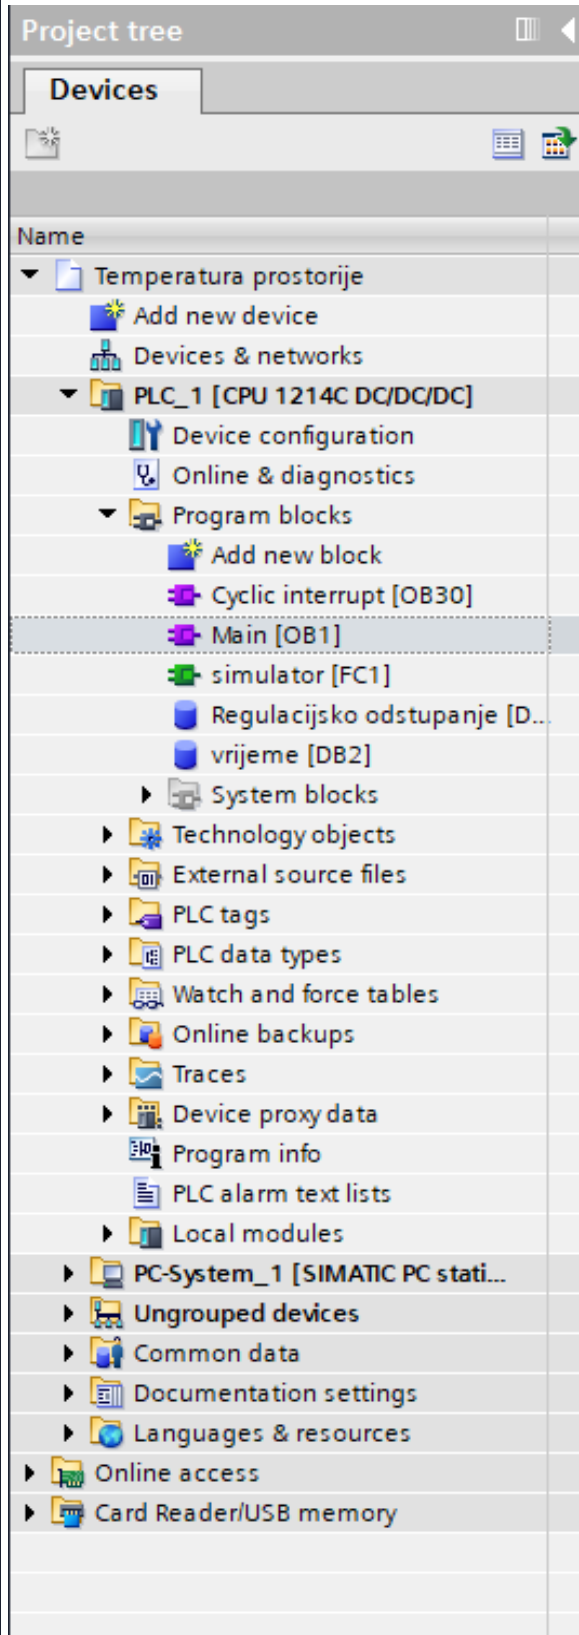 Project tree
Devices
Name
Temperatura prostorije
Add new device
Devices & networks
PLC_1 [CPU 1214C DC/DC/DC]
Device configuration
Online & diagnostics
Program blocks
Add new block
Cyclic interrupt [OB30]
Main [OB1]
simulator [FC1]
Regulacijsko odstupanje [D...
vrijeme [DB2]
System blocks
Technology objects
External source files
PLC tags
PLC data types
Watch and force tables
Online backups
Traces
Device proxy data
Program info
PLC alarm text lists
Local modules
PC-System_1 [SIMATIC PC stati...
Ungrouped devices
Common data
Documentation settings
Languages & resources
Online access
Card Reader/USB memory